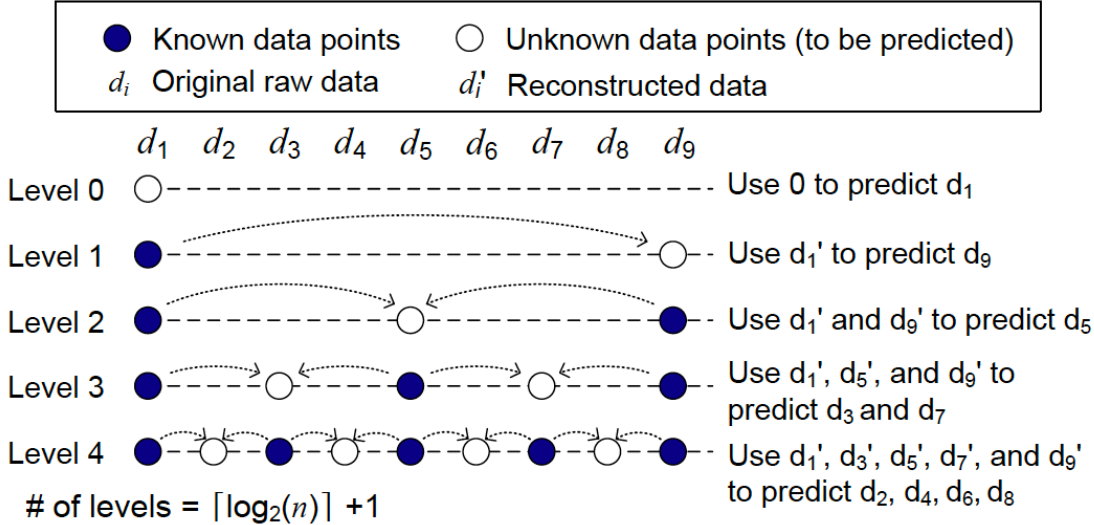 Known data points Unknown data points (to be predicted)
dᵢ Original raw data dᵢ' Reconstructed data
d₁ d₂ d₃ d₄ d₅ d₆ d₇ d₈ d₉
Level 0 Use 0 to predict d₁
Level 1 Use d₁' to predict d₉
Level 2 Use d₁' and d₉' to predict d₅
Level 3 Use d₁', d₅', and d₉' to
predict d₃ and d₇
Level 4 Use d₁', d₃', d₅', d₇', and d₉'
to predict d₂, d₄, d₆, d₈
# of levels = ⌈log₂(n)⌉ +1